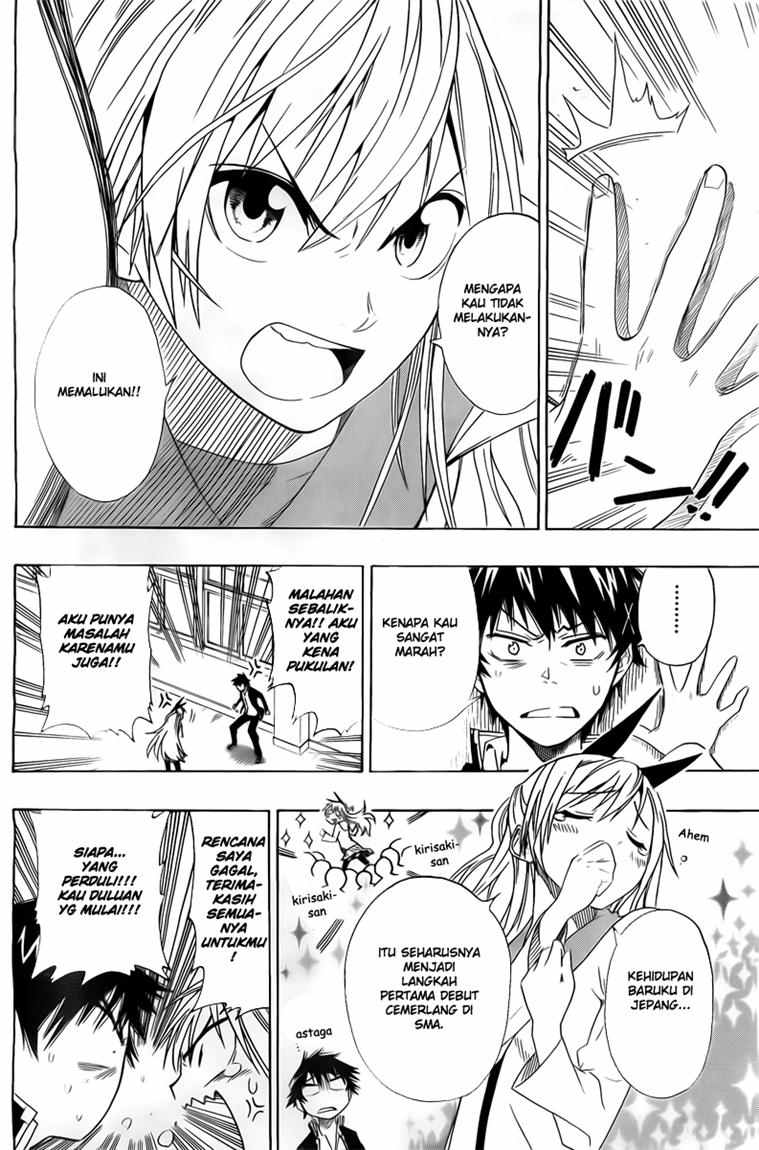 バンッ
MENGAPA
KAU TIDAK
MELAKUKAN-
NYA?
INI
MEMALUKAN!!
.........
KENAPA KAU
SANGAT
MARAH?
MALAHAN
SEBALIK-
NYA!! AKU
YANG
KENA
PUKULAN!
AKU PUNYA
MASALAH
KARENAMU
JUGA!!
Ahem
KEHIDUPAN
BARUKU DI
JEPANG...
kirisaki-
san
kirisaki-
san
ITU SEHARUSNYA
MENJADI
LANGKAH
PERTAMA DEBUT
CEMERLANG DI
SMA.
astaga
RENCANA
SAYA
GAGAL,
TERIMA-
KASIH
SEMUA-
NYA
UNTUKMU
!
SIAPA...
YANG
PERDULI!!!
KAU DULUAN
YG MULAI!!!